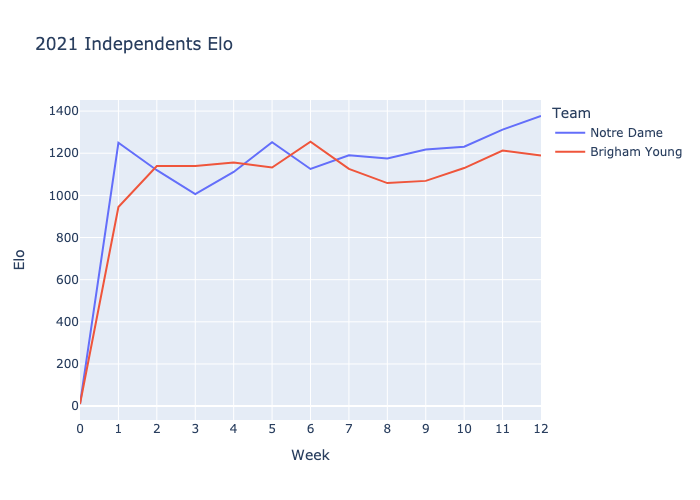 2021 Independents Elo
Team
Notre Dame
Brigham Young
1400
1200
1000
800
600
400
200
0
Elo
0 1 2 3 4 5 6 7 8 9 10 11 12
Week